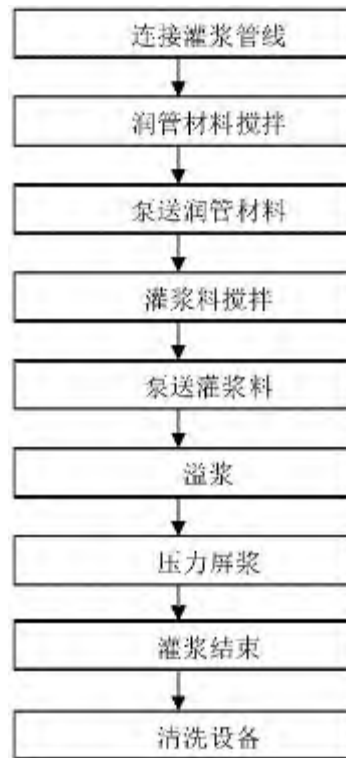 连接灌浆管线
润管材料搅拌
泵送润管材料
灌浆料搅拌
泵送灌浆料
溢浆
压力屏浆
灌浆结束
清洗设备